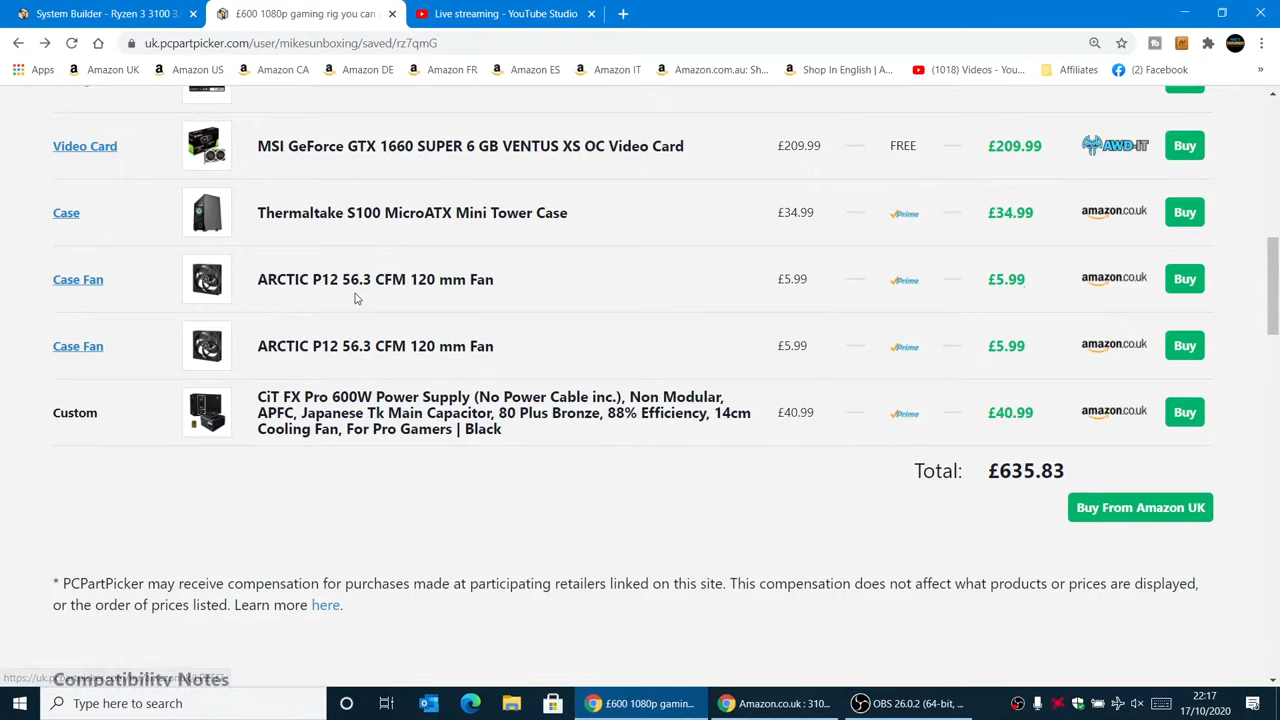 System Builder - Ryzen 3 3100 3.
£600 1080p gaming rig you can
Live streaming - YouTube Studio
uk.pcpartpicker.com/user/mikesunboxing/saved/rz7qmG
Apps Amazon UK Amazon US Amazon CA Amazon DE Amazon FR Amazon ES Amazon IT Amazon.com.au: Sh... Shop In English | A... (1018) Videos - You... Affiliates (2) Facebook »
Video Card MSI GeForce GTX 1660 SUPER 6 GB VENTUS XS OC Video Card £209.99 FREE £209.99 AWD-IT Buy
Case Thermaltake S100 MicroATX Mini Tower Case £34.99 Prime £34.99 amazon.co.uk Buy
Case Fan ARCTIC P12 56.3 CFM 120 mm Fan £5.99 Prime £5.99 amazon.co.uk Buy
Case Fan ARCTIC P12 56.3 CFM 120 mm Fan £5.99 Prime £5.99 amazon.co.uk Buy
CiT FX Pro 600W Power Supply (No Power Cable inc.), Non Modular,
Custom APFC, Japanese Tk Main Capacitor, 80 Plus Bronze, 88% Efficiency, 14cm £40.99 Prime £40.99 amazon.co.uk Buy
Cooling Fan, For Pro Gamers | Black
Total: £635.83
Buy From Amazon UK
* PCPartPicker may receive compensation for purchases made at participating retailers linked on this site. This compensation does not affect what products or prices are displayed,
or the order of prices listed. Learn more here.
Compatibility Notes
Type here to search
£600 1080p gamin...
Amazon.co.uk : 310...
OBS 26.0.2 (64-bit, ...
22:17
17/10/2020